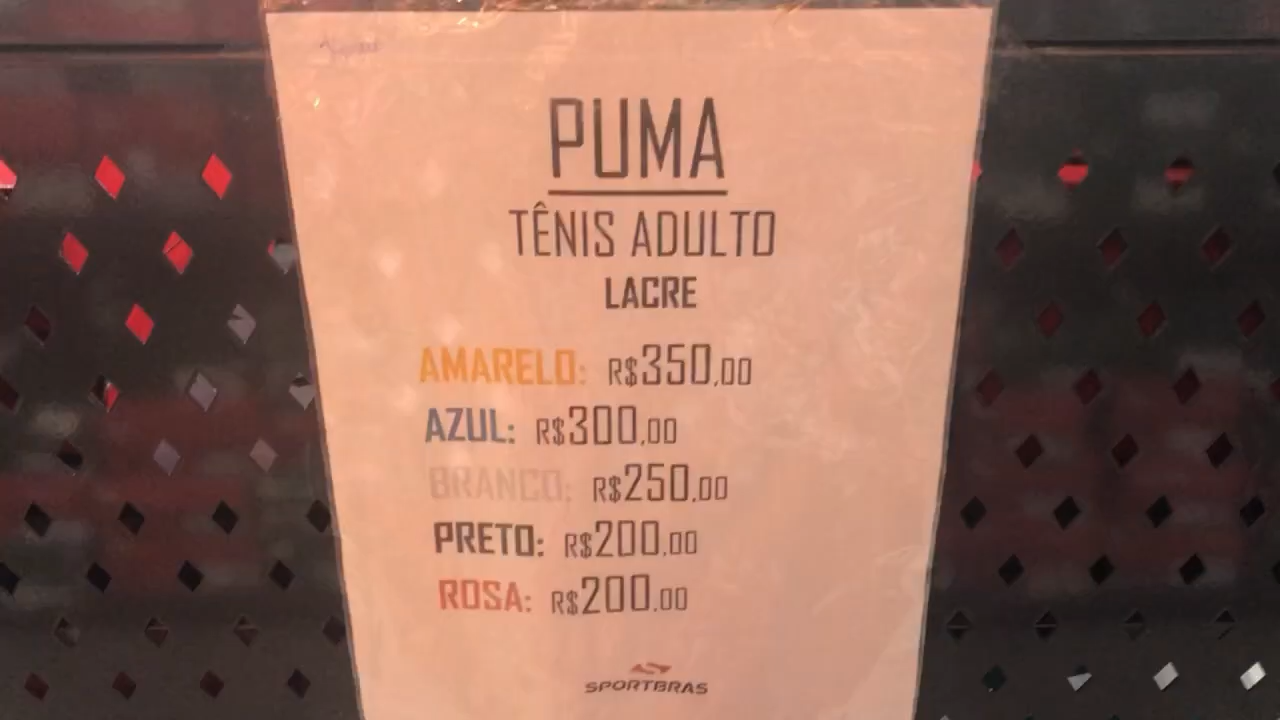 PUMA
TÊNIS ADULTO
LACRE
AMARELO: R$350,00
AZUL: R$300,00
BRANCO: R$250,00
PRETO: R$200,00
ROSA: R$200,00
SPORTBRAS